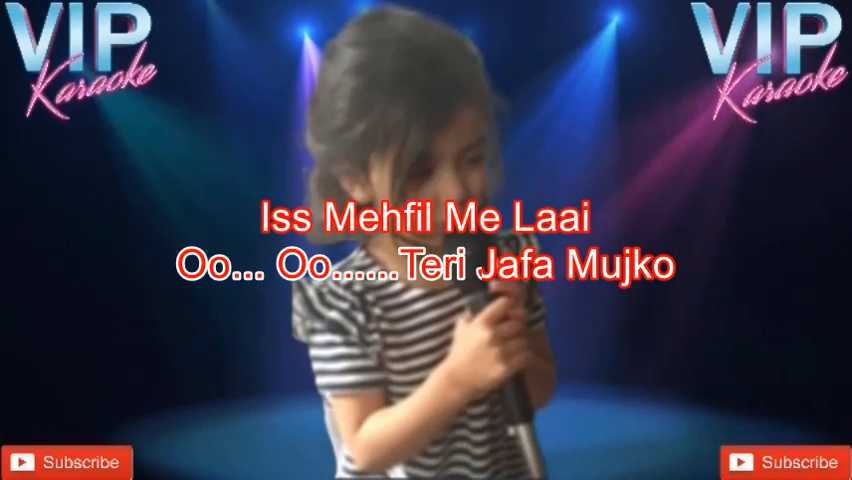 VIP
Karaoke
VIP
Karaoke
Iss Mehfil Me Laai
Oo... Oo......Teri Jafa Mujko
Subscribe
Subscribe